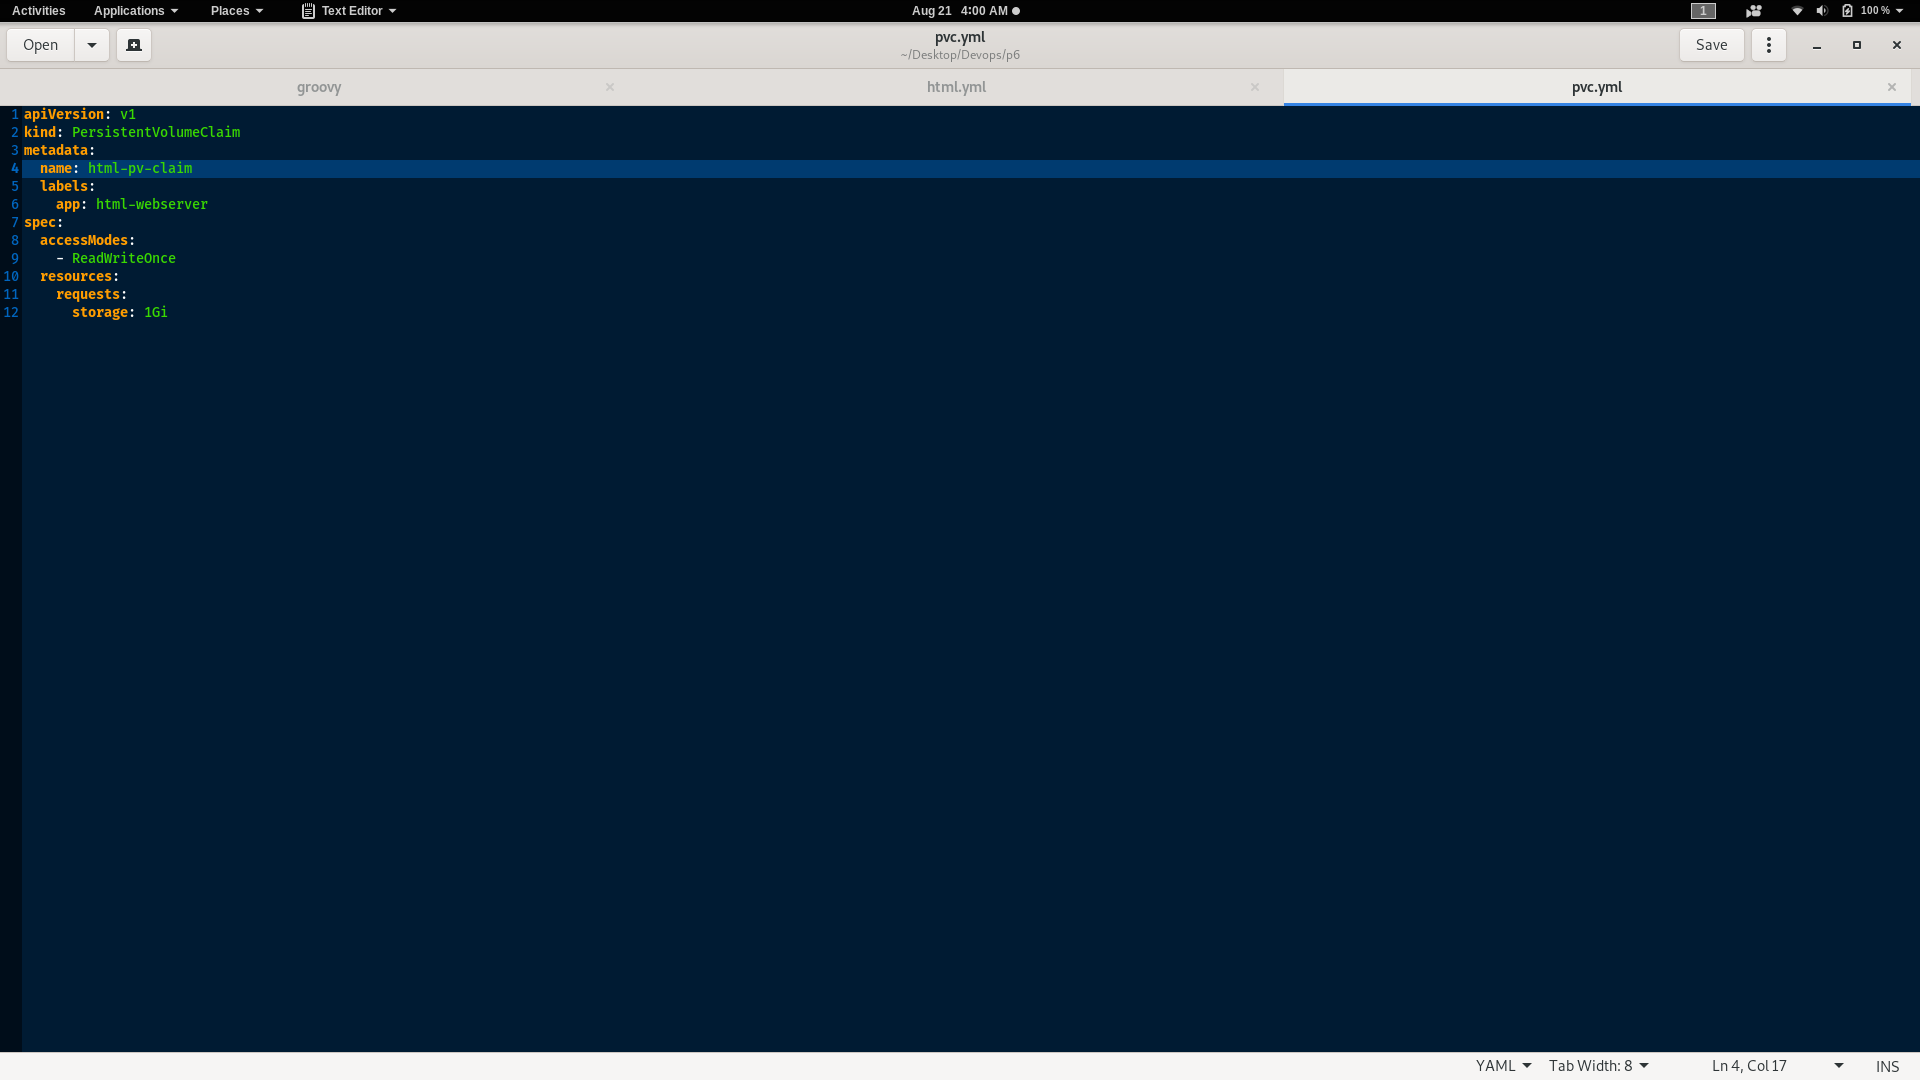 Activities Applications Places Text Editor Aug 21 4:00 AM 1 100 %
Open pvc.yml Save
~/Desktop/Devops/p6
groovy html.yml pvc.yml
1 apiVersion: v1
2 kind: PersistentVolumeClaim
3 metadata:
4   name: html-pv-claim
5   labels:
6     app: html-webserver
7 spec:
8   accessModes:
9     - ReadWriteOnce
10   resources:
11     requests:
12       storage: 1Gi
YAML Tab Width: 8 Ln 4, Col 17 INS